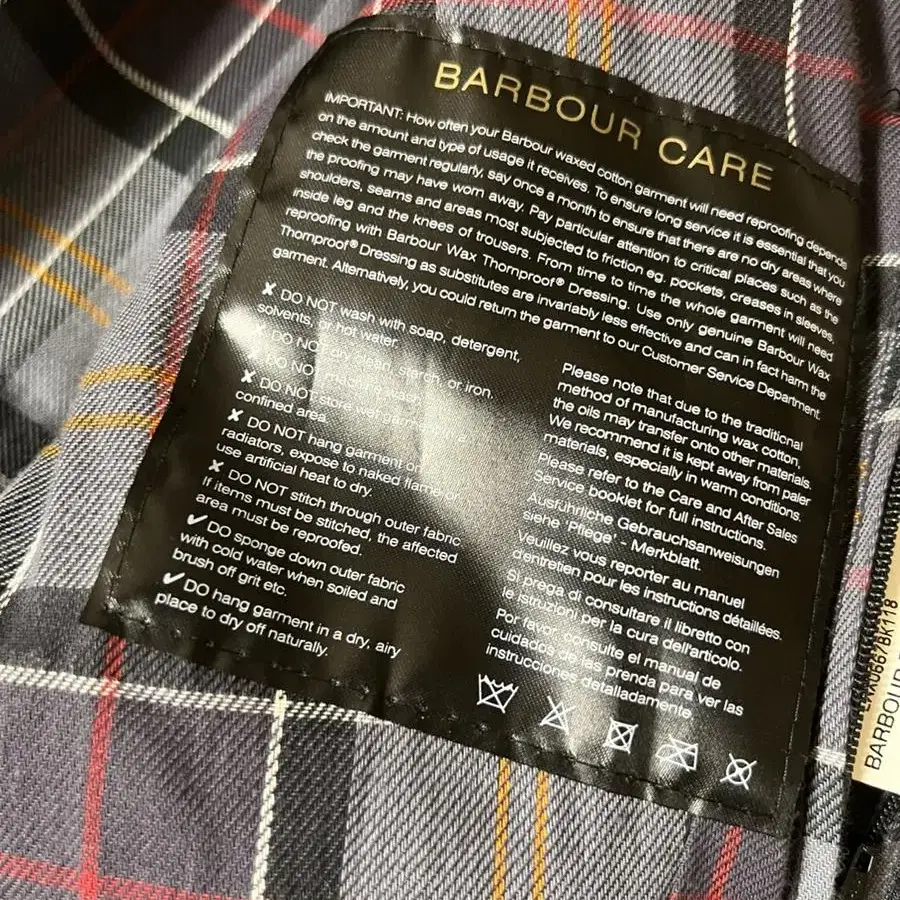 BARBOUR CARE
IMPORTANT: How often your Barbour waxed cotton garment will need reproofing depends
on the amount and type of usage it receives. To ensure long service it is essential that you
check the garment regularly, say once a month to ensure that there are no dry areas where
the proofing may have worn away. Pay particular attention to critical places such as the
shoulders, seams and areas most subjected to friction eg. pockets, creases in sleeves,
inside leg and the knees of trousers. From time to time the whole garment will need
reproofing with Barbour Wax Thornproof® Dressing. Use only genuine Barbour Wax
Thornproof® Dressing as substitutes are invariably less effective and can in fact harm the
garment. Alternatively, you could return the garment to our Customer Service Department.
✘ DO NOT wash with soap, detergent,
solvents, or hot water.
DO NOT dry clean, starch, or iron.
DO NOT machine
✘ DO NOT store wet
confined area.
✘ DO NOT hang garment on
radiators, expose to naked flame or
use artificial heat to dry.
✘ DO NOT stitch through outer fabric
If items must be stitched, the affected
area must be reproofed.
✔ DO sponge down outer fabric
with cold water when soiled and
brush off grit etc.
✔ DO hang garment in a dry, airy
place to dry off naturally.
Please note that due to the traditional
method of manufacturing wax cotton,
the oils may transfer onto other materials.
We recommend it is kept away from paler
materials, especially in warm conditions.
Please refer to the Care and After Sales
Service booklet for full instructions.
Ausführliche Gebrauchsanweisungen
siehe 'Pflege' - Merkblatt.
Veuillez vous reporter au manuel
d'entretien pour les instructions détaillées.
Si prega di consultare il libretto con
le istruzioni per la cura dell'articolo.
Por favor, consulte el manual de
cuidados de las prenda para ver las
instrucciones detalladamente
BARBOUR